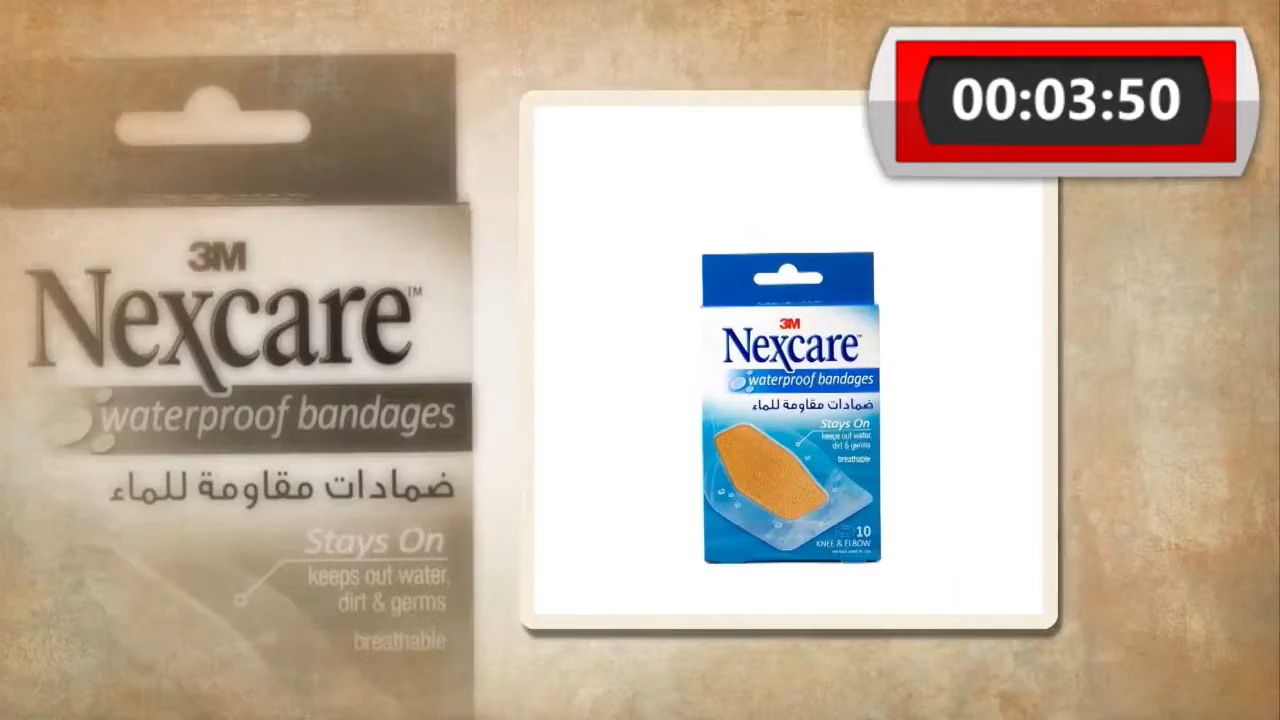 3M
Nexcare™
waterproof bandages
ضمادات مقاومة للماء
Stays On
keeps out water,
dirt & germs
breathable
00:03:50
3M
Nexcare™
waterproof bandages
ضمادات مقاومة للماء
Stays On
keeps out water,
dirt & germs
breathable
10
KNEE & ELBOW